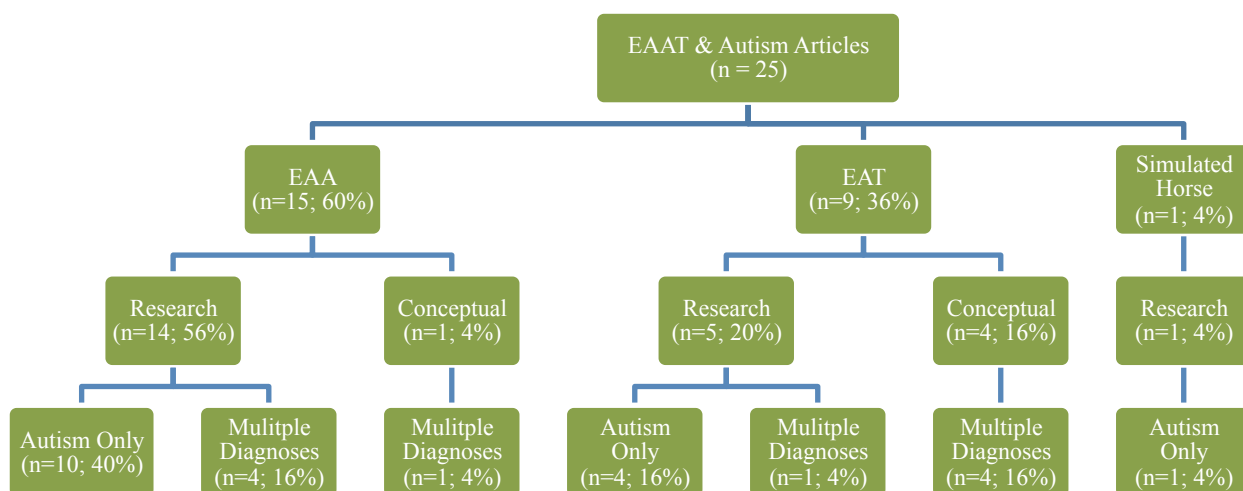 EAAT & Autism Articles
(n = 25)
EAA
(n=15; 60%)
EAT
(n=9; 36%)
Simulated
Horse
(n=1; 4%)
Research
(n=14; 56%)
Conceptual
(n=1; 4%)
Research
(n=5; 20%)
Conceptual
(n=4; 16%)
Research
(n=1; 4%)
Autism Only
(n=10; 40%)
Mulitple
Diagnoses
(n=4; 16%)
Mulitple
Diagnoses
(n=1; 4%)
Autism
Only
(n=4; 16%)
Mulitple
Diagnoses
(n=1; 4%)
Multiple
Diagnoses
(n=4; 16%)
Autism
Only
(n=1; 4%)